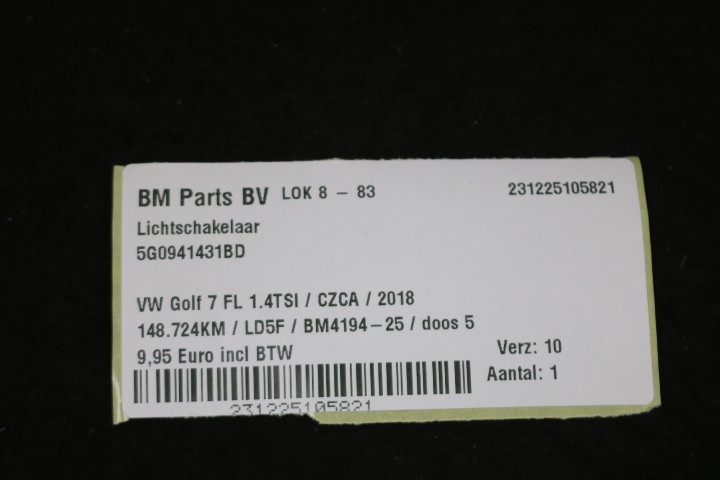 BM Parts BV LOK 8 – 83 231225105821
Lichtschakelaar
5G0941431BD
VW Golf 7 FL 1.4TSI / CZCA / 2018
148.724KM / LD5F / BM4194-25 / doos 5
9,95 Euro incl BTW Verz: 10
Aantal: 1
231225105821